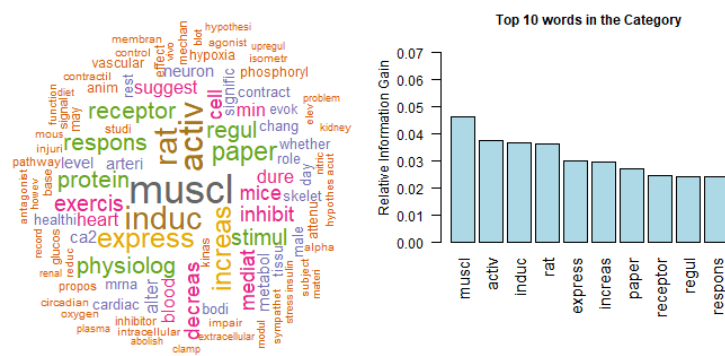 membran
hypothesi
control
vivo
mechan
blot
agonist
upregul
vascular
effect
hypoxia
isometr
contractil
anim
rest
neuron
phosphoryl
function
diet
signal
may
receptor
suggest
cell
signific
contract
studi
rat
activ
min
evok
problem
mous
respons
regul
chang
elev
kidney
injuri
level
arteri
paper
whether
pathway
protein
dure
role
day
nitric
antagonist
base
howev
muscl
mice
skelet
hypothes
acut
exercis
healthi
heart
induc
inhibit
attenu
record
glucos
ca2
express
increas
stimul
male
alpha
renal
reduc
physiolog
kinas
mediat
tissu
metabol
subject
insulin
materi
propos
mrna
decreas
blood
alter
circadian
cardiac
bodi
stress
sympathet
oxygen
inhibitor
impair
modul
plasma
intracellular
extracellular
abolish
clamp
Top 10 words in the Category
Relative Information Gain
0.07
0.06
0.05
0.04
0.03
0.02
0.01
0.00
muscl
activ
induc
rat
express
increas
paper
receptor
regul
respons